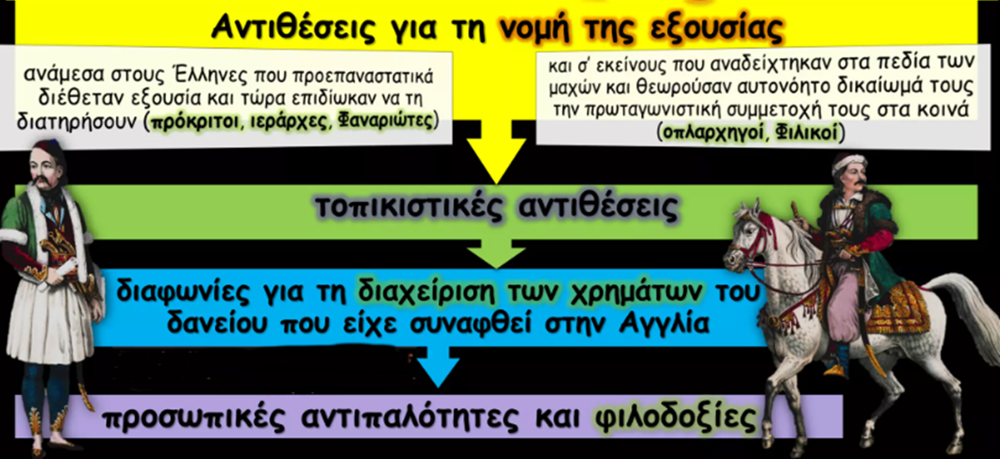 Αντιθέσεις για τη νομή της εξουσίας
ανάμεσα στους Έλληνες που προεπαναστατικά
διέθεταν εξουσία και τώρα επιδίωκαν να τη
διατηρήσουν (πρόκριτοι, ιεράρχες, Φαναριώτες)
και σ' εκείνους που αναδείχτηκαν στα πεδία των
μαχών και θεωρούσαν αυτονόητο δικαίωμά τους
την πρωταγωνιστική συμμετοχή τους στα κοινά
(οπλαρχηγοί, Φιλικοί)
τοπικιστικές αντιθέσεις
διαφωνίες για τη διαχείριση των χρημάτων του
δανείου που είχε συναφθεί στην Αγγλία
προσωπικές αντιπαλότητες και φιλοδοξίες